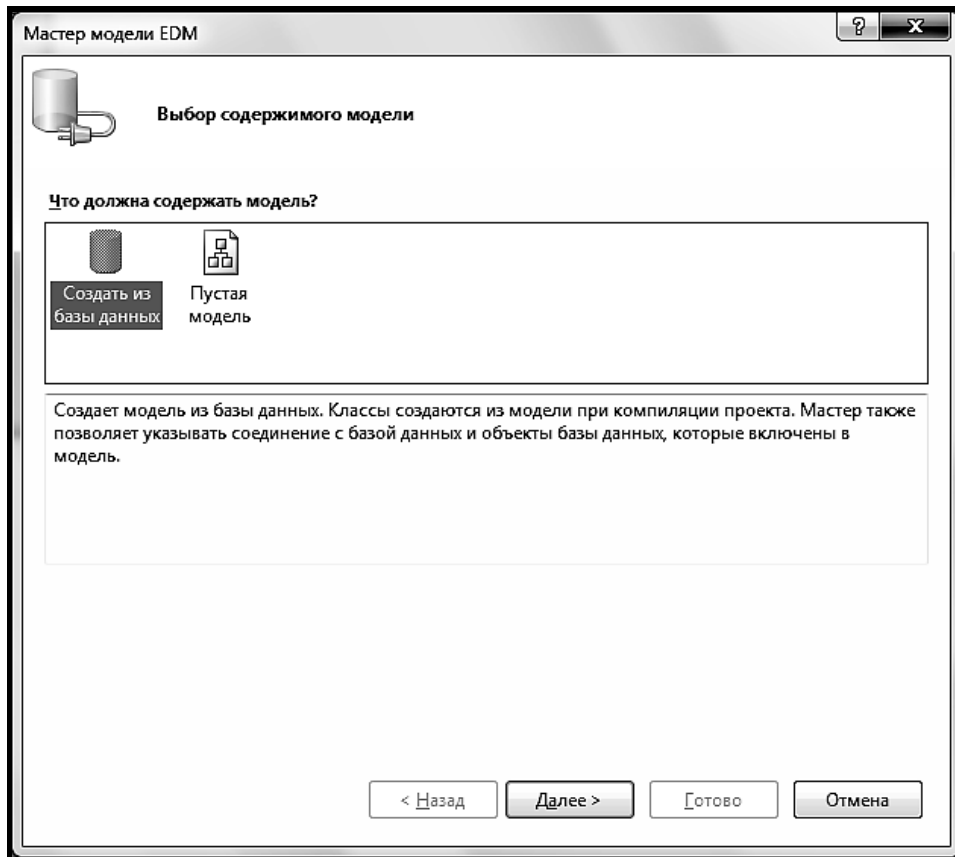 Мастер модели EDM
Выбор содержимого модели
Что должна содержать модель?
Создать из
базы данных
Пустая
модель
Создает модель из базы данных. Классы создаются из модели при компиляции проекта. Мастер также
позволяет указывать соединение с базой данных и объекты базы данных, которые включены в
модель.
< Назад
Далее >
Готово
Отмена